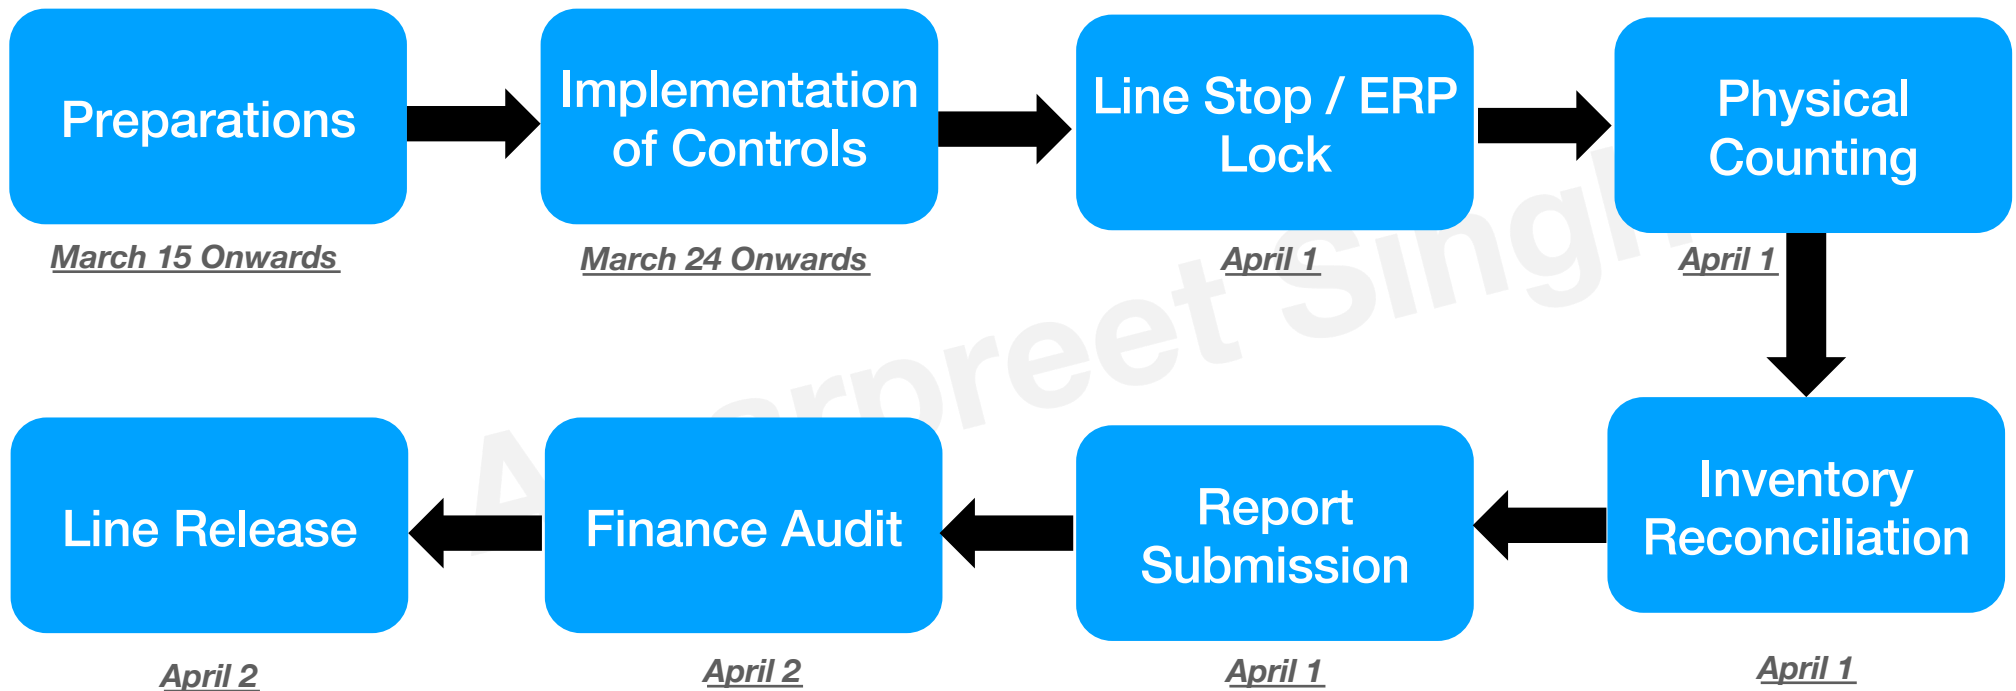 Preparations
March 15 Onwards
Implementation
of Controls
March 24 Onwards
Line Stop / ERP
Lock
April 1
Physical
Counting
April 1
Inventory
Reconciliation
April 1
Report
Submission
April 1
Finance Audit
April 2
Line Release
April 2
Singh